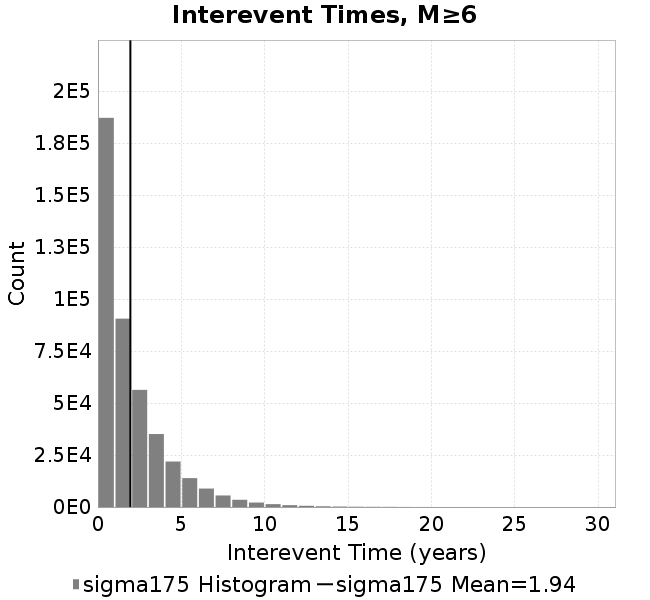 Interevent Times, M≥6
2E5
1.8E5
1.5E5
1.3E5
1E5
7.5E4
5E4
2.5E4
0E0
Count
0 5 10 15 20 25 30
Interevent Time (years)
sigma175 Histogram sigma175 Mean=1.94